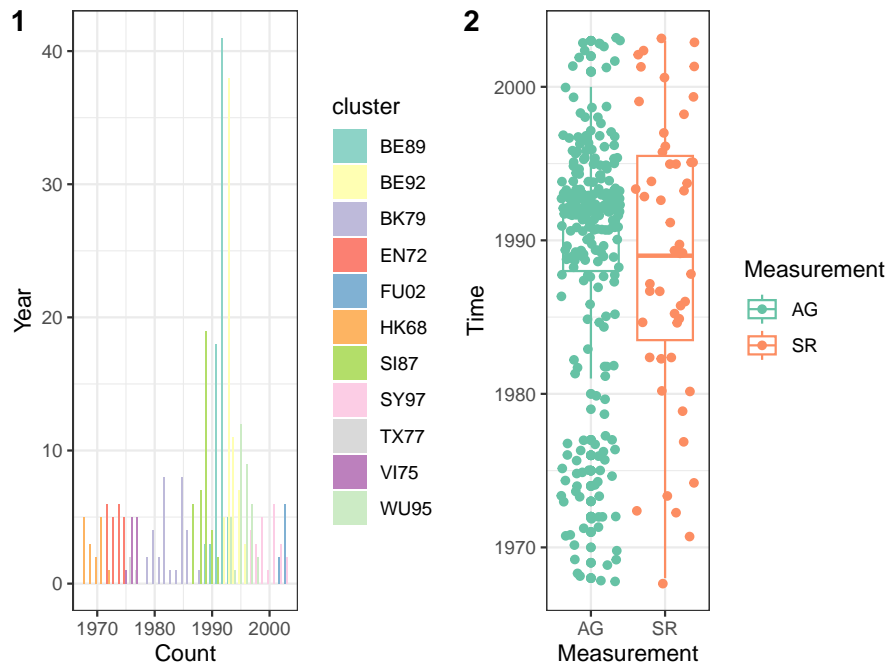 1
Year
40
30
20
10
0
1970 1980 1990 2000
Count
cluster
BE89
BE92
BK79
EN72
FU02
HK68
SI87
SY97
TX77
VI75
WU95
2
Time
2000
1990
1980
1970
AG SR
Measurement
Measurement
AG
SR